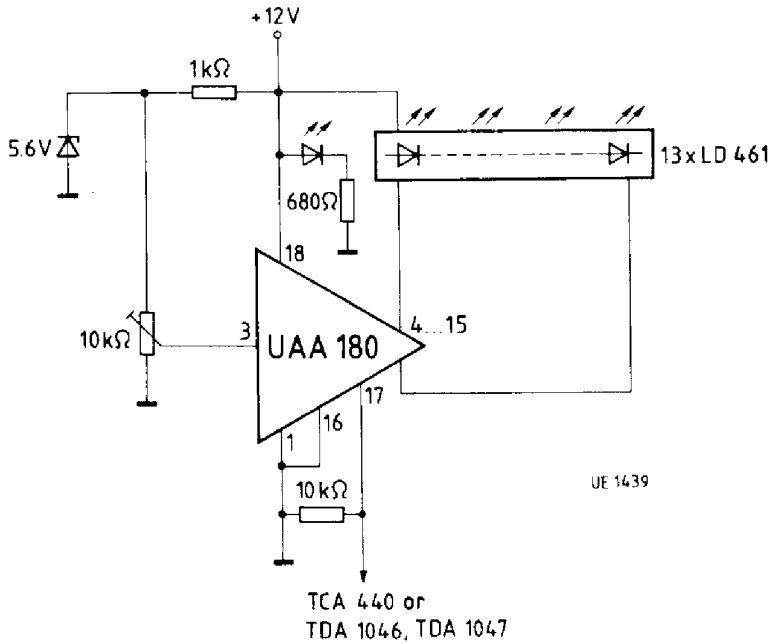 +12V
1kΩ
5.6V
13x LD 461
680Ω
18
10kΩ
3
UAA 180
4...15
17
16
1
10kΩ
UE 1439
TCA 440 or
TDA 1046, TDA 1047